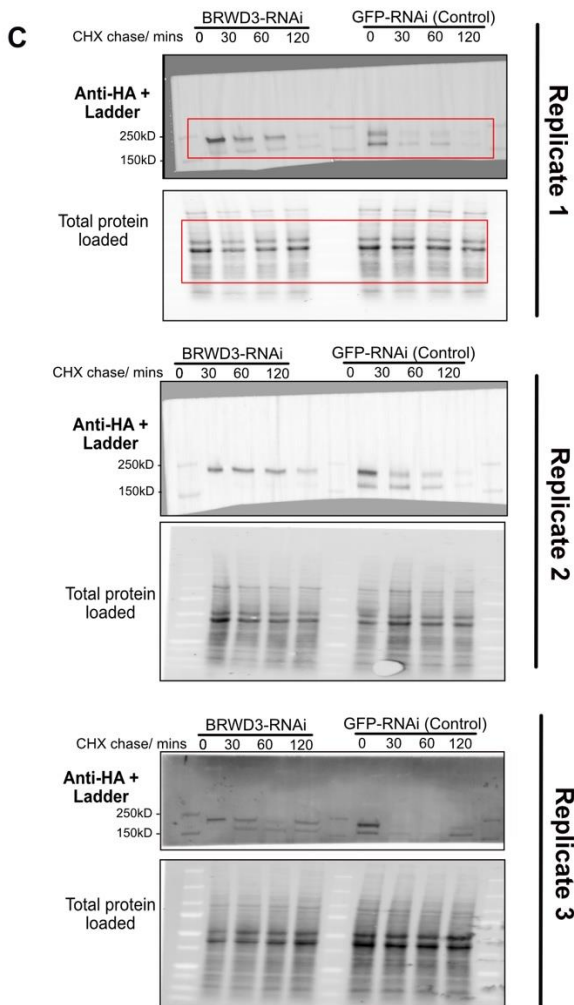 C
BRWD3-RNAi GFP-RNAi (Control)
CHX chase/ mins 0 30 60 120 0 30 60 120
Anti-HA + Ladder
250kD
150kD
Total protein loaded
Replicate 1
BRWD3-RNAi GFP-RNAi (Control)
CHX chase/ mins 0 30 60 120 0 30 60 120
Anti-HA + Ladder
250kD
150kD
Total protein loaded
Replicate 2
BRWD3-RNAi GFP-RNAi (Control)
CHX chase/ mins 0 30 60 120 0 30 60 120
Anti-HA + Ladder
250kD
150kD
Total protein loaded
Replicate 3